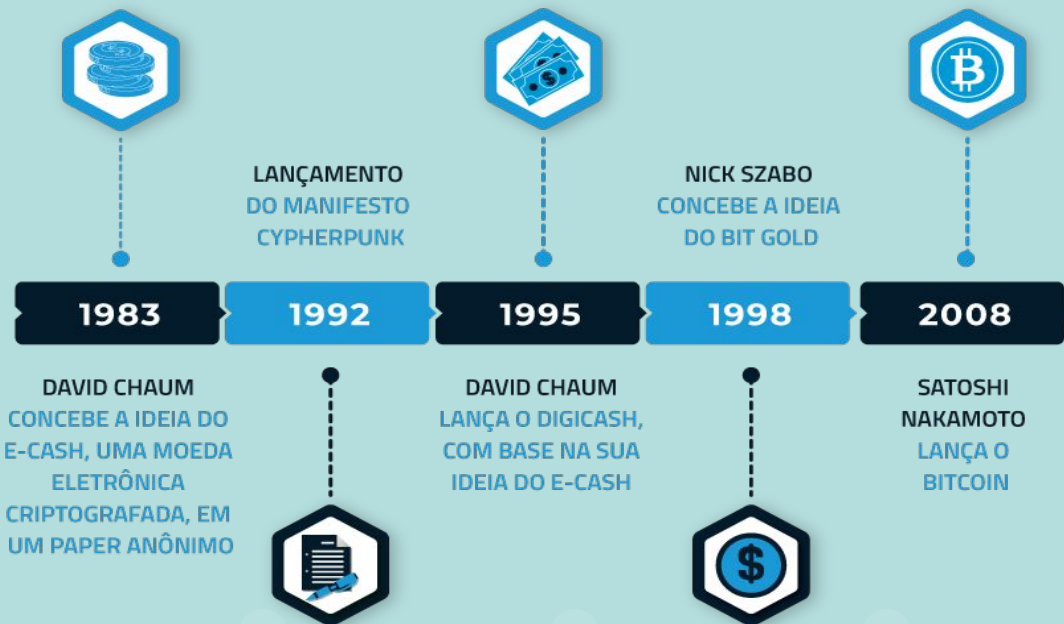 LANÇAMENTO
DO MANIFESTO
CYPHERPUNK
NICK SZABO
CONCEBE A IDEIA
DO BIT GOLD
1983
1992
1995
1998
2008
DAVID CHAUM
CONCEBE A IDEIA DO
E-CASH, UMA MOEDA
ELETRÔNICA
CRIPTOGRAFADA, EM
UM PAPER ANÔNIMO
DAVID CHAUM
LANÇA O DIGICASH,
COM BASE NA SUA
IDEIA DO E-CASH
SATOSHI
NAKAMOTO
LANÇA O
BITCOIN